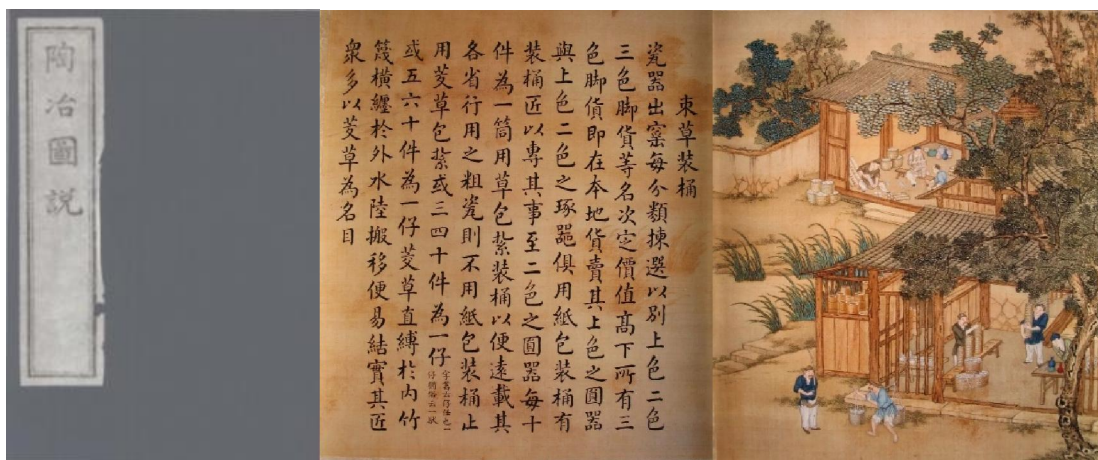 陶冶圖說
束草裝桶
瓷器出窯每分類揀選以別上色二色
三色脚貨等名次定價值髙下所有三
色脚貨即在本地貨賣其上色之圓器
與上色二色之琢噐俱用紙包裝桶有
裝桶匠以專其事至二色之圓器每十
件為一筒用草包紮裝桶以便遠載其
各省行用之粗瓷則不用紙包裝桶止
用茭草包紮或三四十件為一仔
或五六十件為一仔茭草直縛於内竹
篾橫纏於外水陸搬移便易結實其匠
衆多以茭草為名目